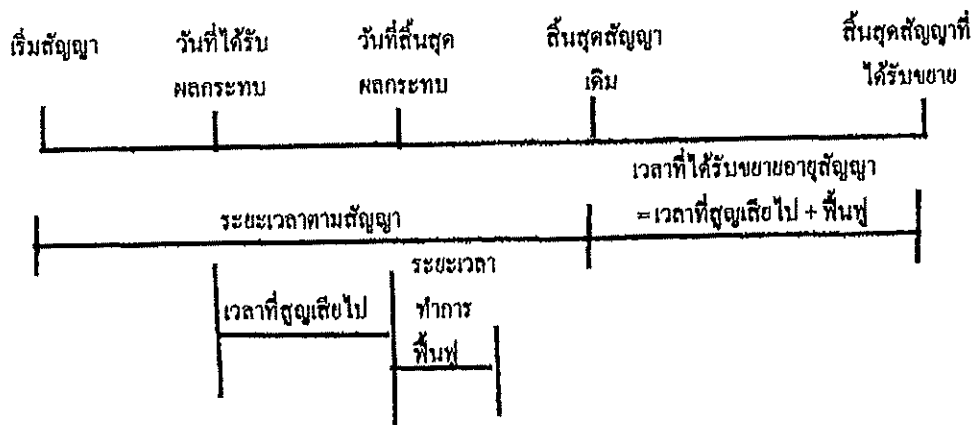 เริ่มสัญญา
วันที่ได้รับ
ผลกระทบ
วันที่สิ้นสุด
ผลกระทบ
สิ้นสุดสัญญา
เดิม
สิ้นสุดสัญญาที่
ได้รับขยาย
เวลาที่ได้รับขยายอายุสัญญา
=เวลาที่สูญเสียไป + ฟื้นฟู
ระยะเวลาตามสัญญา
ระยะเวลา
ทำการ
ฟื้นฟู
เวลาที่สูญเสียไป